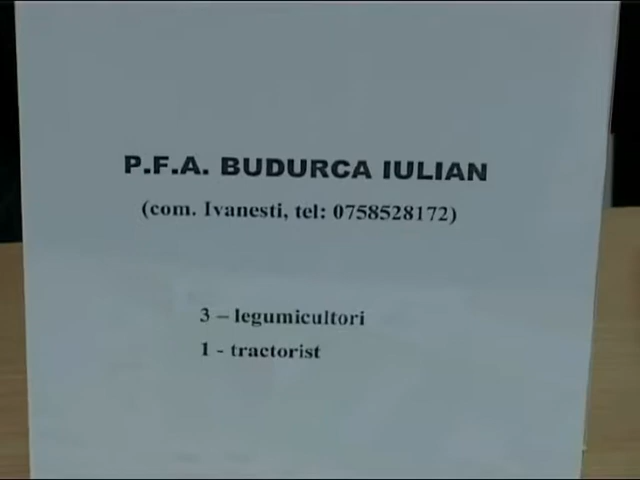 P.F.A. BUDURCA IULIAN
(com. Ivanesti, tel: 0758528172)
3 – legumicultori
1 - tractorist